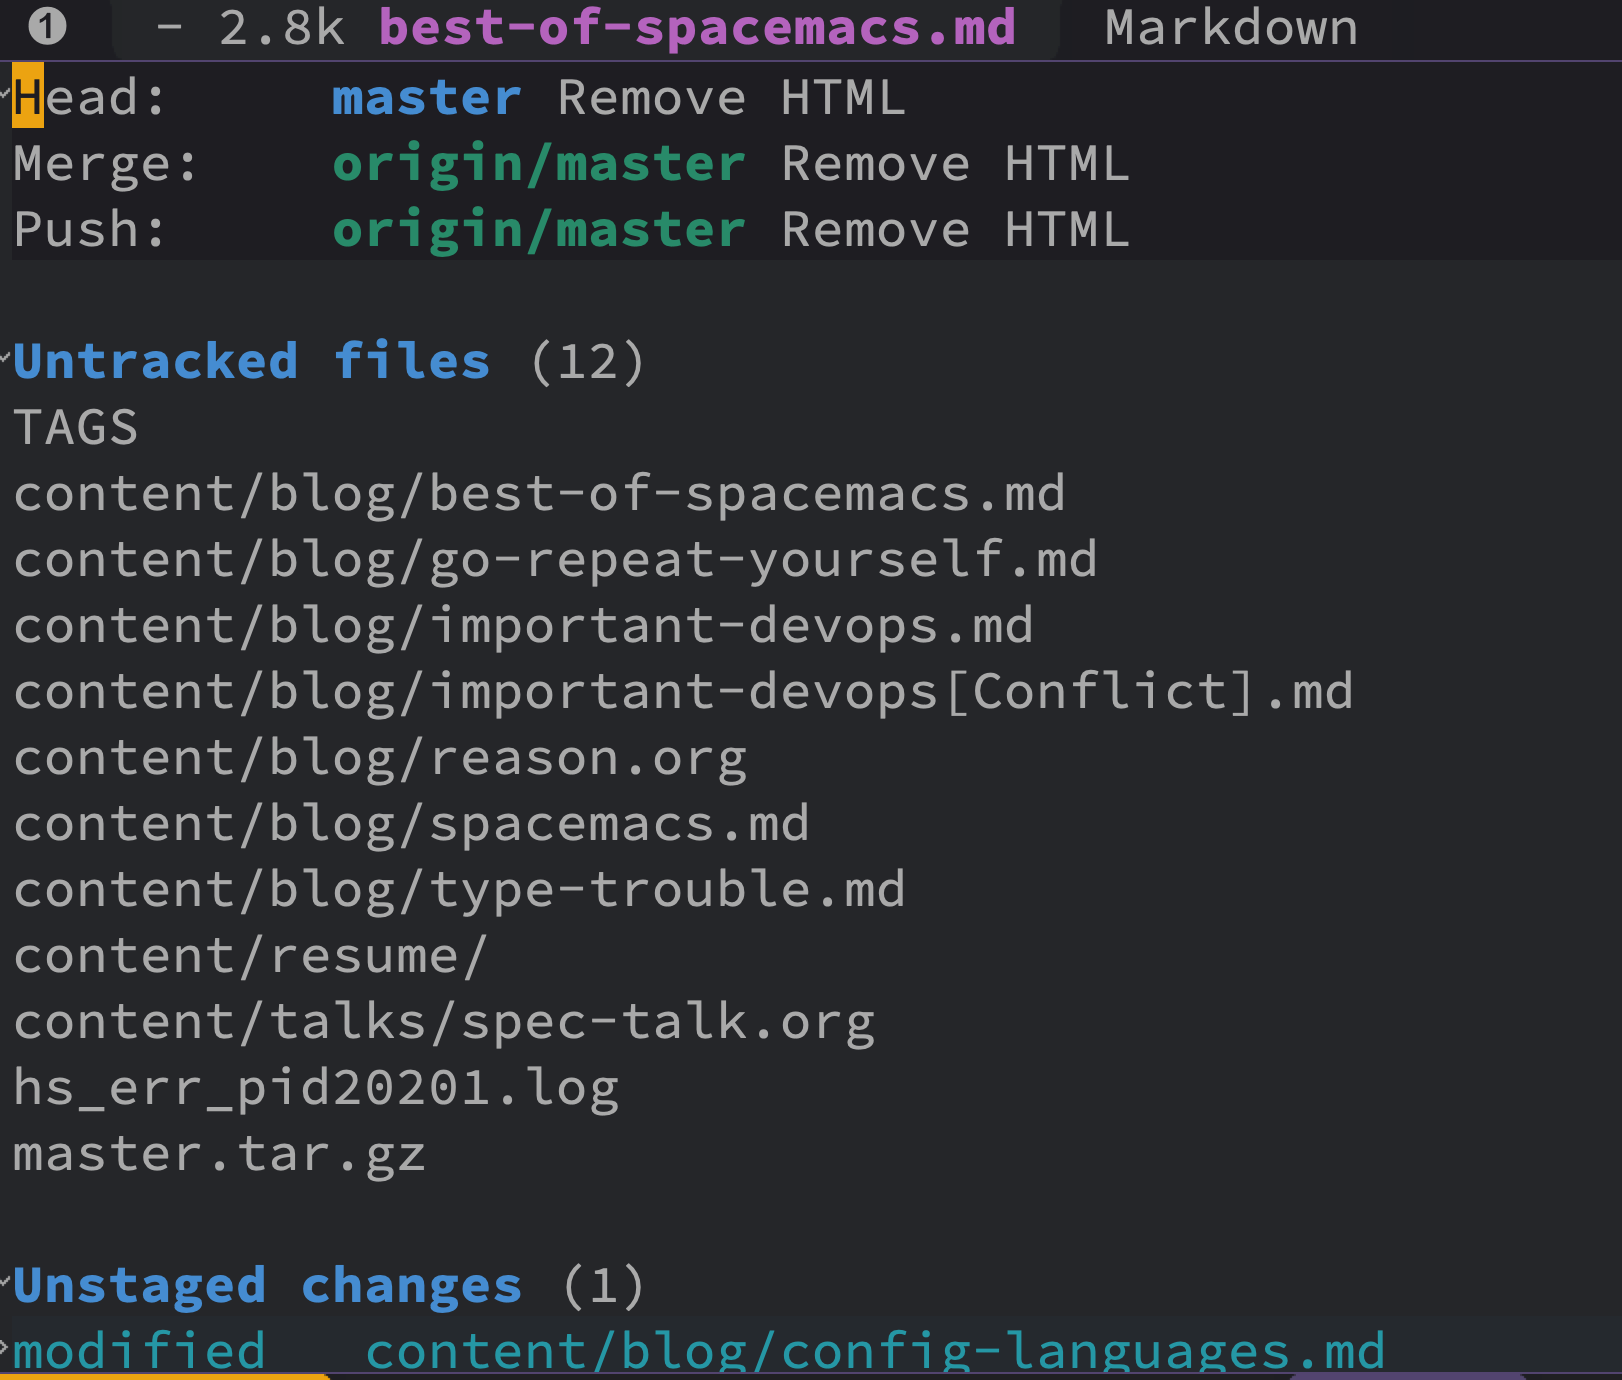 1 - 2.8k best-of-spacemacs.md Markdown
Head: master Remove HTML
Merge: origin/master Remove HTML
Push: origin/master Remove HTML
Untracked files (12)
TAGS
content/blog/best-of-spacemacs.md
content/blog/go-repeat-yourself.md
content/blog/important-devops.md
content/blog/important-devops[Conflict].md
content/blog/reason.org
content/blog/spacemacs.md
content/blog/type-trouble.md
content/resume/
content/talks/spec-talk.org
hs_err_pid20201.log
master.tar.gz
Unstaged changes (1)
modified content/blog/config-languages.md